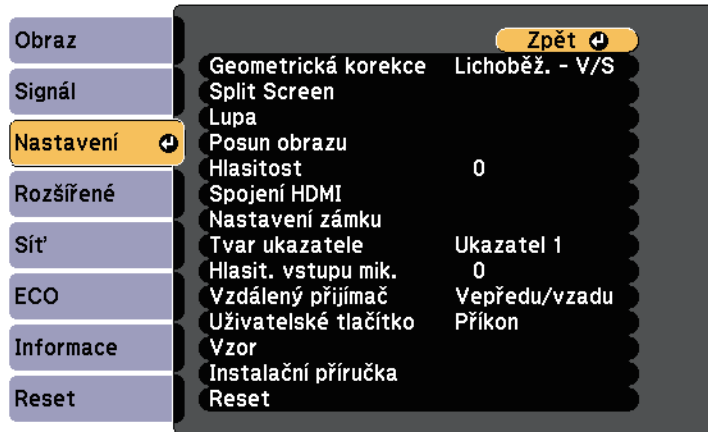 Obraz
Signál
Nastavení
Rozšířené
Síť
ECO
Informace
Reset
Zpět
Geometrická korekce Lichoběž. - V/S
Split Screen
Lupa
Posun obrazu
Hlasitost 0
Spojení HDMI
Nastavení zámku
Tvar ukazatele Ukazatel 1
Hlasit. vstupu mik. 0
Vzdálený přijímač Vepředu/vzadu
Uživatelské tlačítko Příkon
Vzor
Instalační příručka
Reset